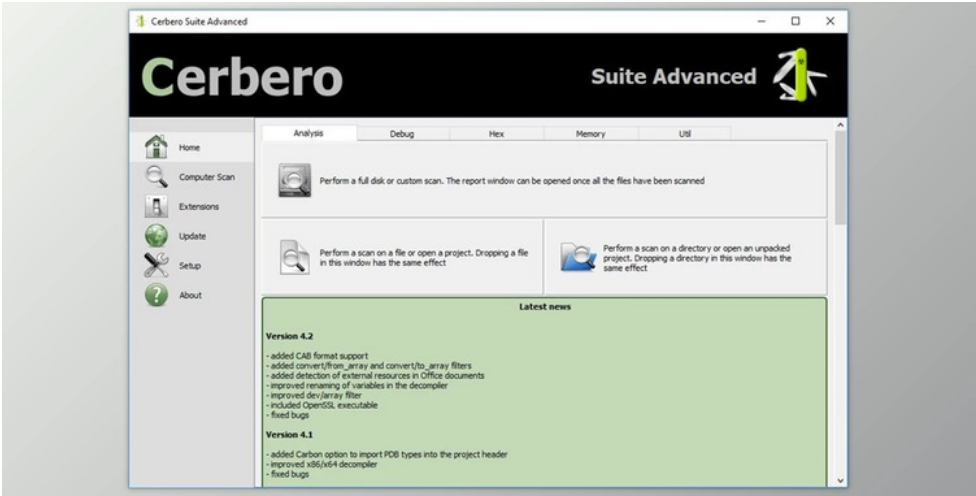 Cerbero Suite Advanced
Cerbero
Suite Advanced
Home
Computer Scan
Extensions
Update
Setup
About
Analysis
Debug
Hex
Memory
Util
Perform a full disk or custom scan. The report window can be opened once all the files have been scanned
Perform a scan on a file or open a project. Dropping a file
in this window has the same effect
Perform a scan on a directory or open an unpacked
project. Dropping a directory in this window has the
same effect
Latest news
Version 4.2
- added CAB format support
- added convert/from_array and convert/to_array filters
- added detection of external resources in Office documents
- improved renaming of variables in the decompiler
- improved dev/array filter
- included OpenSSL executable
- fixed bugs
Version 4.1
- added Carbon option to import PDB types into the project header
- improved x86/x64 decompiler
- fixed bugs